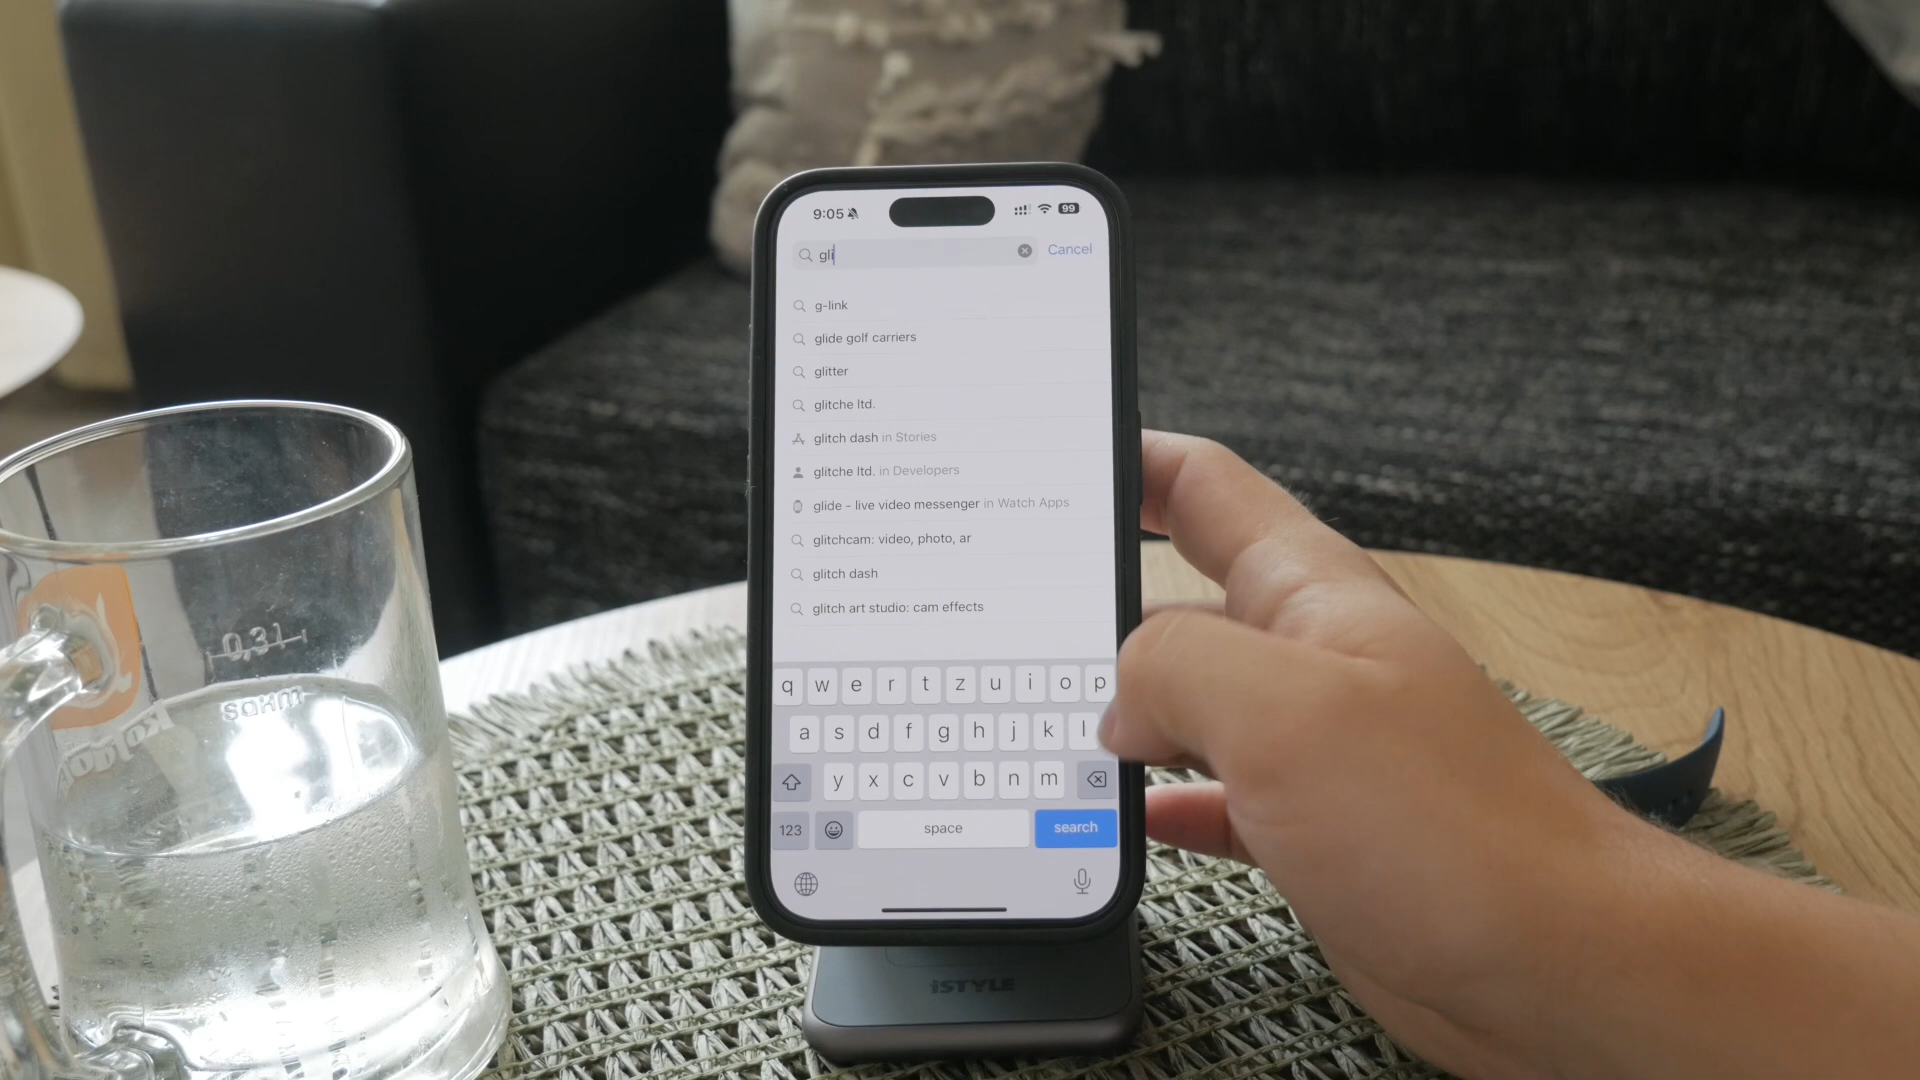 9:05
99
gli
Cancel
g-link
glide golf carriers
glitter
glitche ltd.
glitch dash in Stories
glitche ltd. in Developers
glide - live video messenger in Watch Apps
glitchcam: video, photo, ar
glitch dash
glitch art studio: cam effects
q w e r t z u i o p
a s d f g h j k l
y x c v b n m
123
space
search
iSTYLE
0,3l
sahm